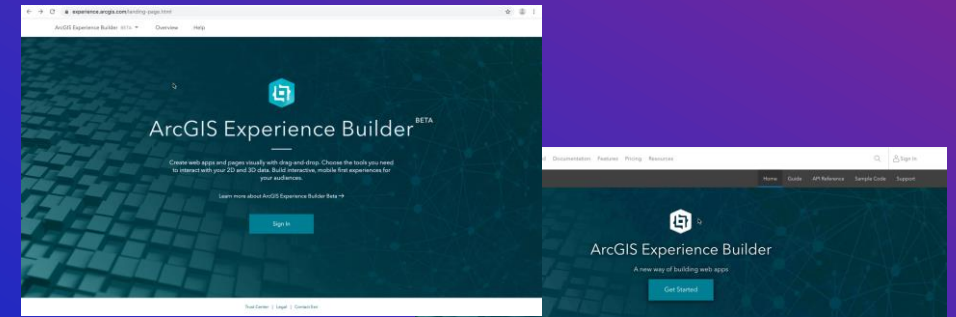 experience.arcgis.com/landing-page.html
ArcGIS Experience Builder BETA Overview Help
ArcGIS Experience Builder BETA
Create web apps and pages visually with drag-and-drop. Choose the tools you need
to interact with your 2D and 3D data. Build interactive, mobile first experiences for
your audiences.
Learn more about ArcGIS Experience Builder Beta →
Sign In
Trust Center | Legal | Contact Esri
Documentation Features Pricing Resources Sign In
Home Guide API Reference Sample Code Support
ArcGIS Experience Builder
A new way of building web apps
Get Started